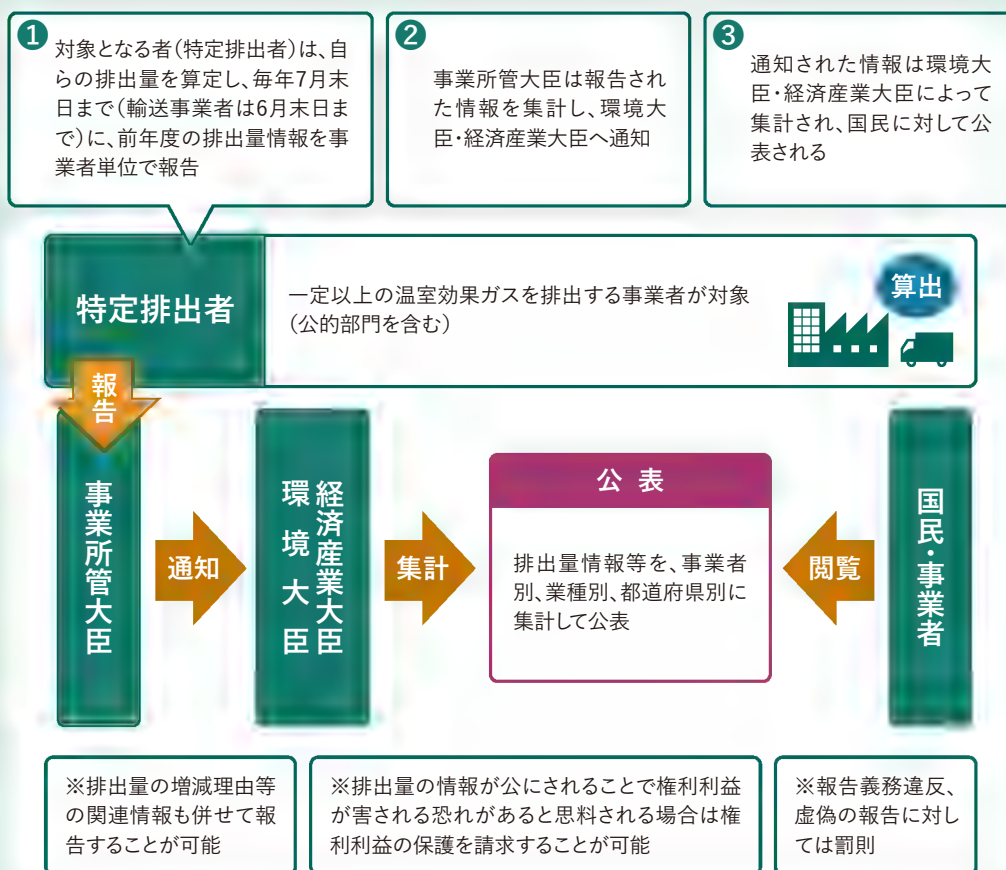 1
対象となる者(特定排出者)は、自
らの排出量を算定し、毎年7月末
日まで(輸送事業者は6月末日ま
で)に、前年度の排出量情報を事
業者単位で報告
2
事業所管大臣は報告され
た情報を集計し、環境大
臣・経済産業大臣へ通知
3
通知された情報は環境大
臣・経済産業大臣によって
集計され、国民に対して公
表される
特定排出者
一定以上の温室効果ガスを排出する事業者が対象
(公的部門を含む)
算出
報告
事業所管大臣
通知
経済産業大臣
環境大臣
集計
公表
排出量情報等を、事業者
別、業種別、都道府県別に
集計して公表
閲覧
国民・事業者
※排出量の増減理由等
の関連情報も併せて報
告することが可能
※排出量の情報が公にされることで権利利益
が害される恐れがあると思料される場合は権
利利益の保護を請求することが可能
※報告義務違反、
虚偽の報告に対し
ては罰則